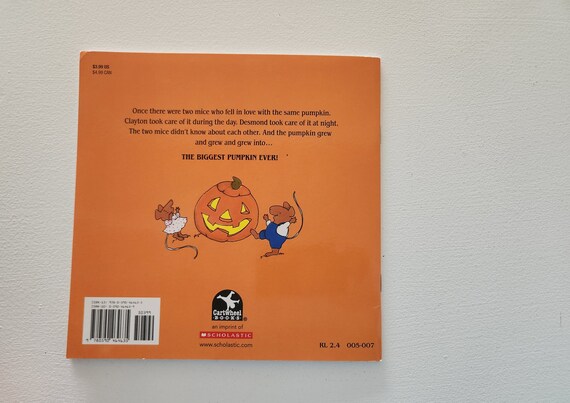 $3.99 US
Once there were two mice who fell in love with the same pumpkin.
Clayton took care of it during the day. Desmond took care of it at night.
The two mice didn't know about each other. And the pumpkin grew
and grew and grew into...
THE BIGGEST PUMPKIN EVER!
Cartwheel
BOOKS
an imprint of
SCHOLASTIC
www.scholastic.com
RL 2.4 005-007